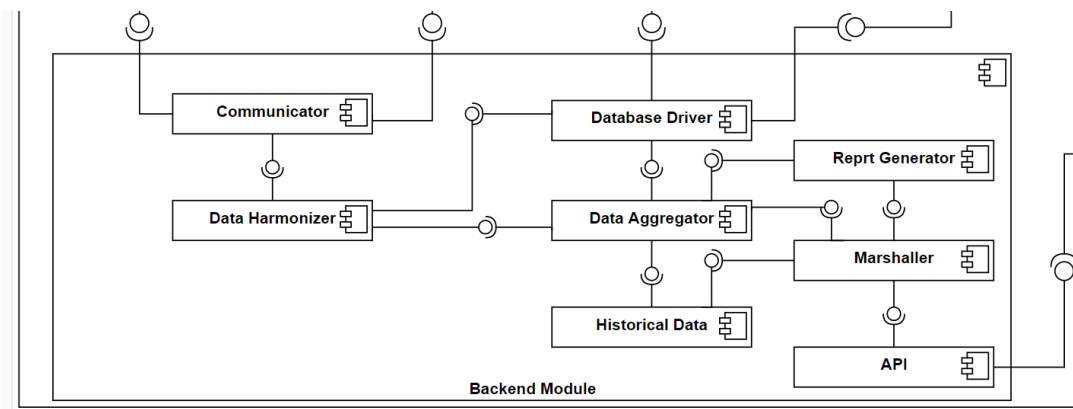 Communicator
Database Driver
Reprt Generator
Data Harmonizer
Data Aggregator
Marshaller
Historical Data
API
Backend Module